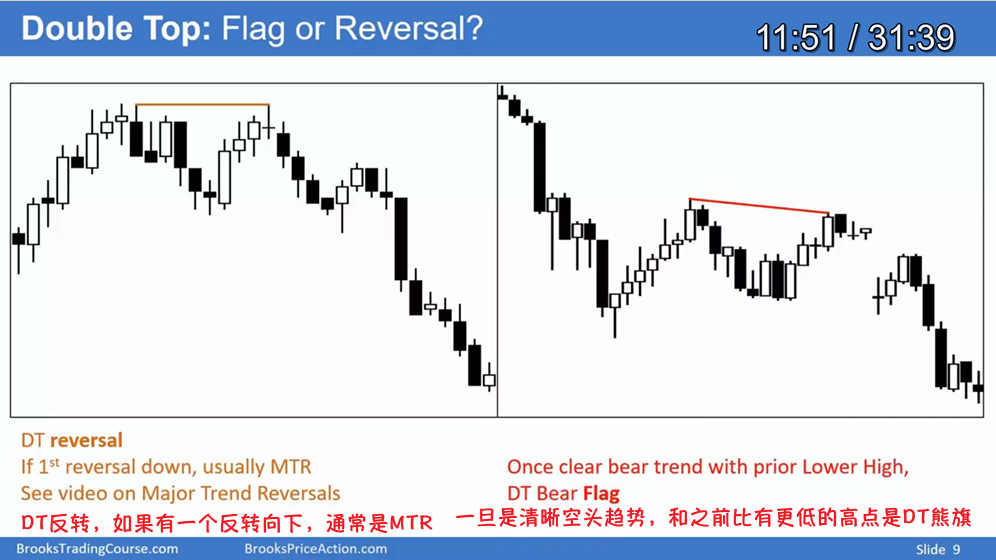 Double Top: Flag or Reversal?
11:51 / 31:39
DT reversal
If 1st reversal down, usually MTR
See video on Major Trend Reversals
DT反转，如果有一个反转向下，通常是MTR
Once clear bear trend with prior Lower High,
DT Bear Flag
一旦是清晰空头趋势，和之前比有更低的高点是DT熊旗
BrooksTradingCourse.com
BrooksPriceAction.com
Slide 9